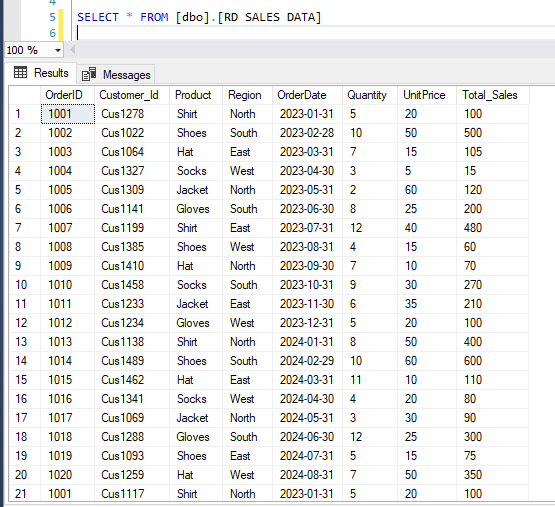 5 SELECT * FROM [dbo].[RD SALES DATA]
6
100 %
Results Messages
OrderID Customer_Id Product Region OrderDate Quantity UnitPrice Total_Sales
1 1001 Cus1278 Shirt North 2023-01-31 5 20 100
2 1002 Cus1022 Shoes South 2023-02-28 10 50 500
3 1003 Cus1064 Hat East 2023-03-31 7 15 105
4 1004 Cus1327 Socks West 2023-04-30 3 5 15
5 1005 Cus1309 Jacket North 2023-05-31 2 60 120
6 1006 Cus1141 Gloves South 2023-06-30 8 25 200
7 1007 Cus1199 Shirt East 2023-07-31 12 40 480
8 1008 Cus1385 Shoes West 2023-08-31 4 15 60
9 1009 Cus1410 Hat North 2023-09-30 7 10 70
10 1010 Cus1458 Socks South 2023-10-31 9 30 270
11 1011 Cus1233 Jacket East 2023-11-30 6 35 210
12 1012 Cus1234 Gloves West 2023-12-31 5 20 100
13 1013 Cus1138 Shirt North 2024-01-31 8 50 400
14 1014 Cus1489 Shoes South 2024-02-29 10 60 600
15 1015 Cus1462 Hat East 2024-03-31 11 10 110
16 1016 Cus1341 Socks West 2024-04-30 4 20 80
17 1017 Cus1069 Jacket North 2024-05-31 3 30 90
18 1018 Cus1288 Gloves South 2024-06-30 12 25 300
19 1019 Cus1093 Shoes East 2024-07-31 5 15 75
20 1020 Cus1259 Hat West 2024-08-31 7 50 350
21 1001 Cus1117 Shirt North 2023-01-31 5 20 100